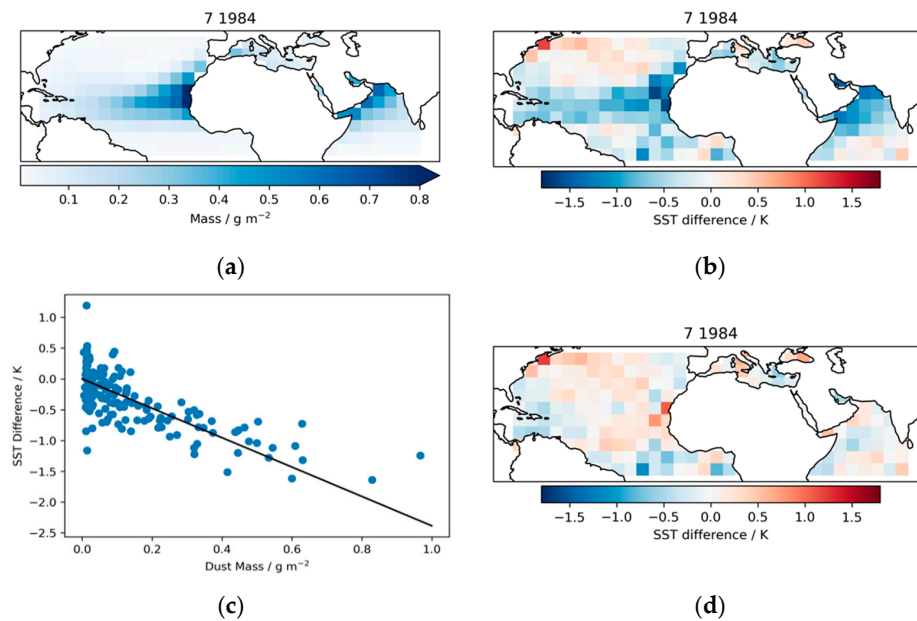 7 1984
0.1 0.2 0.3 0.4 0.5 0.6 0.7 0.8
Mass / g m⁻²
(a)
7 1984
−1.5 −1.0 −0.5 0.0 0.5 1.0 1.5
SST difference / K
(b)
1.0
0.5
0.0
−0.5
−1.0
−1.5
−2.0
−2.5
SST Difference / K
0.0 0.2 0.4 0.6 0.8 1.0
Dust Mass / g m⁻²
(c)
7 1984
−1.5 −1.0 −0.5 0.0 0.5 1.0 1.5
SST difference / K
(d)